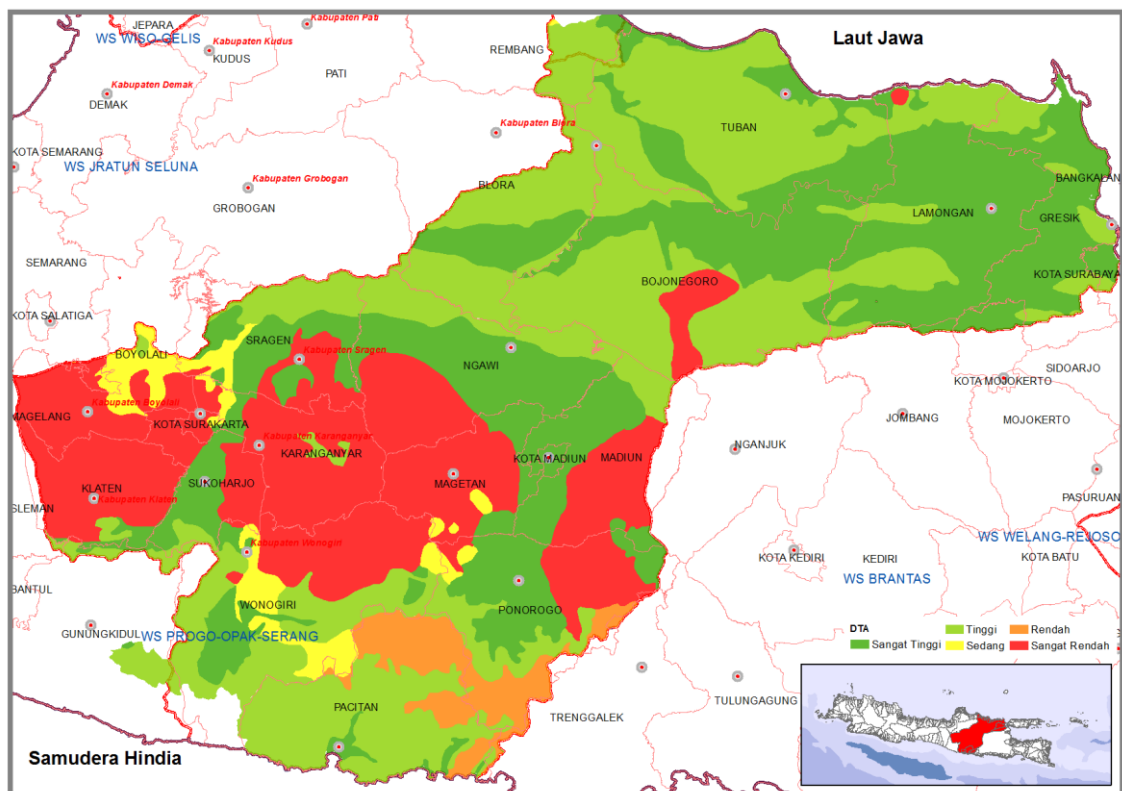 JEPARA
WS WISO-GELIS
Kabupaten Kudus
KUDUS
Kabupaten Pati
PATI
REMBANG
Laut Jawa
Kabupaten Demak
DEMAK
TUBAN
Kabupaten Blora
KOTA SEMARANG
WS JRATUN SELUNA
Kabupaten Grobogan
GROBOGAN
BLORA
BANGKALAN
LAMONGAN
GRESIK
SEMARANG
BOJONEGORO
KOTA SURABAYA
KOTA SALATIGA
BOYOLALI
SRAGEN
Kabupaten Sragen
NGAWI
SIDOARJO
KOTA MOJOKERTO
MAGELANG
Kabupaten Boyolali
KOTA SURAKARTA
JOMBANG
MOJOKERTO
Kabupaten Karanganyar
KARANGANYAR
KOTA MADIUN
MADIUN
NGANJUK
KLATEN
Kabupaten Klaten
SUKOHARJO
MAGETAN
PASURUAN
SLEMAN
WS WELANG-REJOSO
Kabupaten Wonogiri
KOTA KEDIRI
KEDIRI
KOTA BATU
WS BRANTAS
BANTUL
WONOGIRI
PONOROGO
GUNUNGKIDUL
WS PROGO-OPAK-SERANG
DTA
Sangat Tinggi
Tinggi
Sedang
Rendah
Sangat Rendah
PACITAN
TRENGGALEK
TULUNGAGUNG
Samudera Hindia